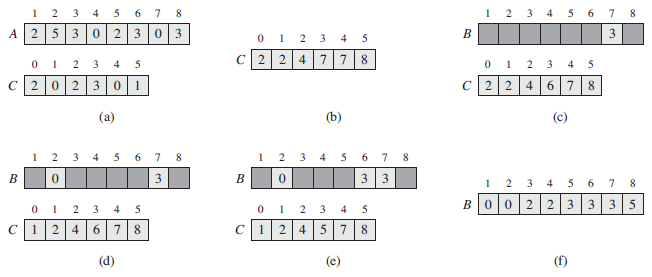 1 2 3 4 5 6 7 8
A 2 5 3 0 2 3 0 3
0 1 2 3 4 5
C 2 0 2 3 0 1
(a)
0 1 2 3 4 5
C 2 2 4 7 7 8
(b)
1 2 3 4 5 6 7 8
B 3
0 1 2 3 4 5
C 2 2 4 6 7 8
(c)
1 2 3 4 5 6 7 8
B 0 3
0 1 2 3 4 5
C 1 2 4 6 7 8
(d)
1 2 3 4 5 6 7 8
B 0 3 3
0 1 2 3 4 5
C 1 2 4 5 7 8
(e)
1 2 3 4 5 6 7 8
B 0 0 2 2 3 3 3 5
(f)